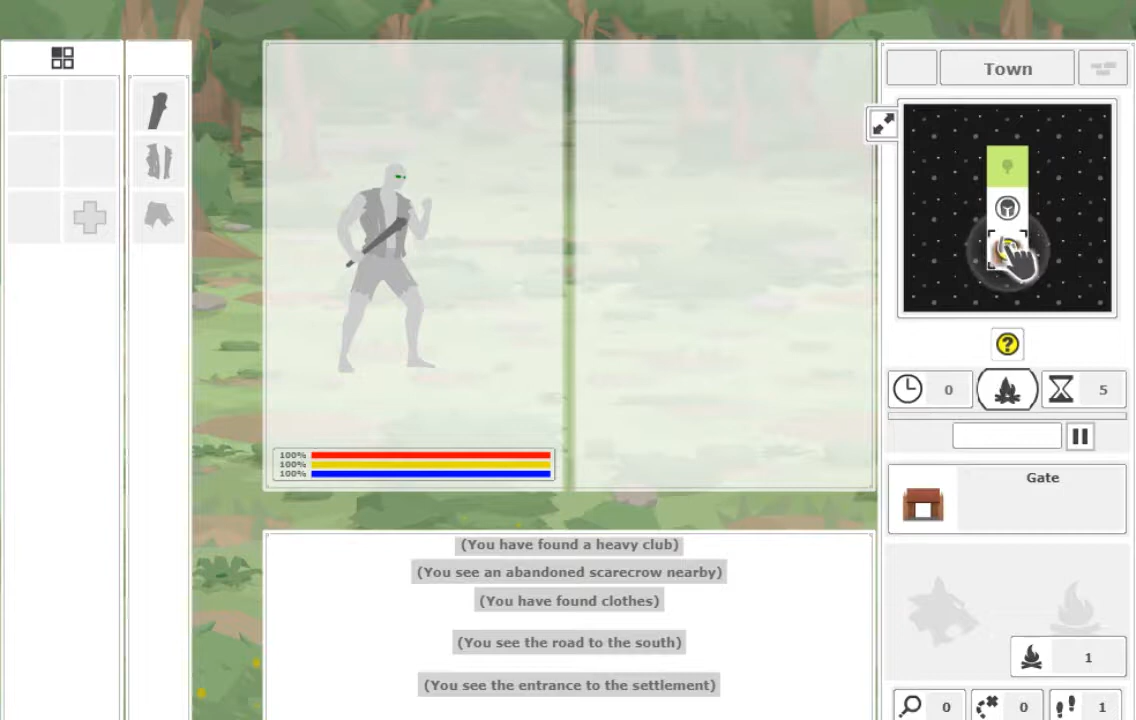 Town
?
0
5
Gate
100%
100%
100%
(You have found a heavy club)
(You see an abandoned scarecrow nearby)
(You have found clothes)
(You see the road to the south)
(You see the entrance to the settlement)
1
0
0
1